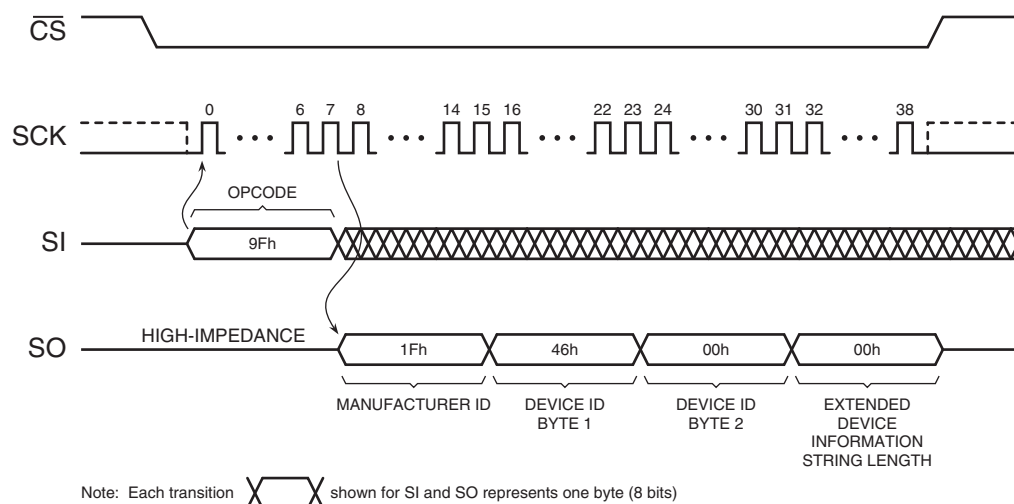 CS
SCK
0 6 7 8 14 15 16 22 23 24 30 31 32 38
OPCODE
SI
9Fh
HIGH-IMPEDANCE
SO
1Fh 46h 00h 00h
MANUFACTURER ID
DEVICE ID
BYTE 1
DEVICE ID
BYTE 2
EXTENDED
DEVICE
INFORMATION
STRING LENGTH
Note: Each transition shown for SI and SO represents one byte (8 bits)